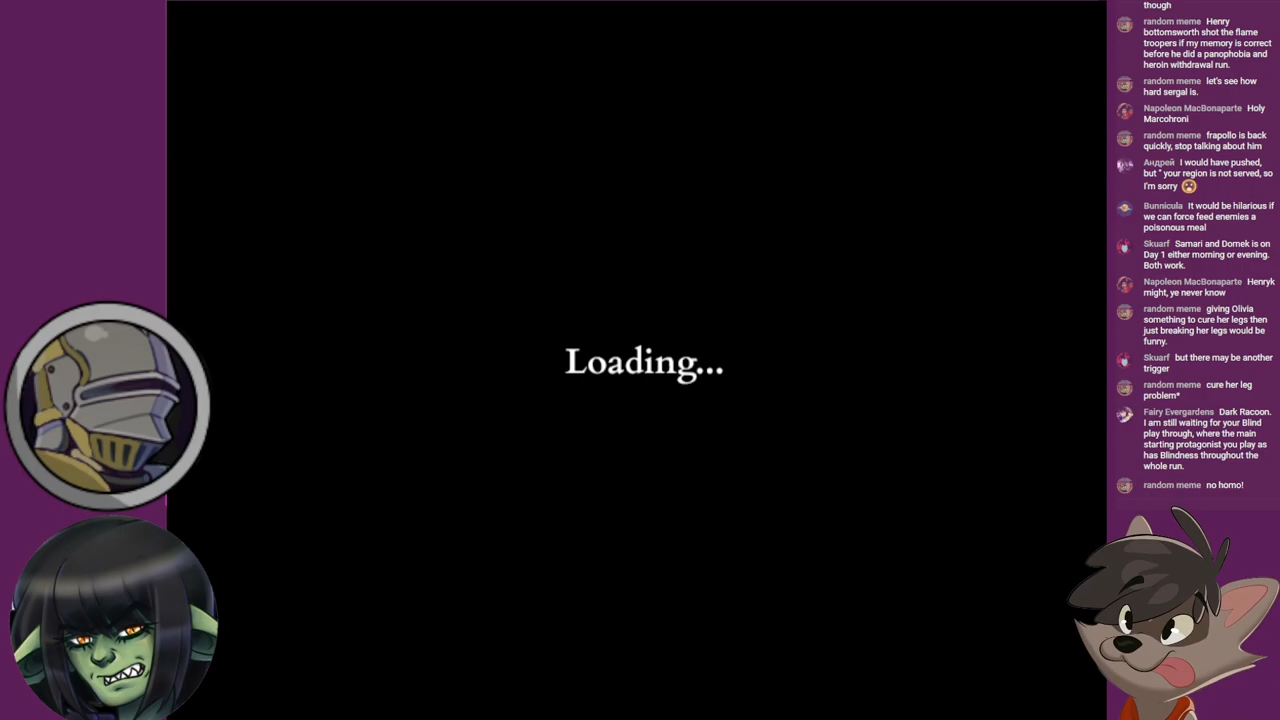 though
random meme Henry
bottomsworth shot the flame
troopers if my memory is correct
before he did a panophobia and
heroin withdrawal run.
random meme let's see how
hard sergal is.
Napoleon MacBonaparte Holy
Marcohroni
random meme frapollo is back
quickly, stop talking about him
Андрей I would have pushed,
but " your region is not served, so
I'm sorry
Bunnicula It would be hilarious if
we can force feed enemies a
poisonous meal
Skuarf Samari and Domek is on
Day 1 either morning or evening.
Both work.
Napoleon MacBonaparte Henryk
might, ye never know
random meme giving Olivia
something to cure her legs then
just breaking her legs would be
funny.
Skuarf but there may be another
trigger
random meme cure her leg
problem*
Fairy Evergardens Dark Racoon.
I am still waiting for your Blind
play through, where the main
starting protagonist you play as
has Blindness throughout the
whole run.
random meme no homo!
Loading...